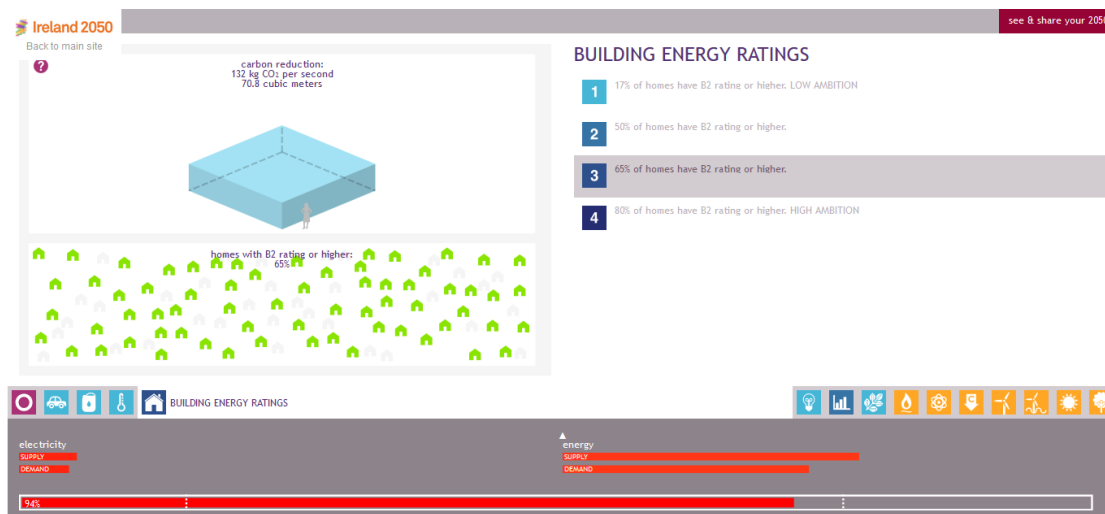 Ireland 2050
Back to main site
see & share your 2050
?
carbon reduction:
132 kg CO₂ per second
70.8 cubic meters
homes with B2 rating or higher:
65%
BUILDING ENERGY RATINGS
1 17% of homes have B2 rating or higher. LOW AMBITION
2 50% of homes have B2 rating or higher.
3 65% of homes have B2 rating or higher.
4 80% of homes have B2 rating or higher. HIGH AMBITION
BUILDING ENERGY RATINGS
C
electricity
SUPPLY
DEMAND
energy
SUPPLY
DEMAND
94%